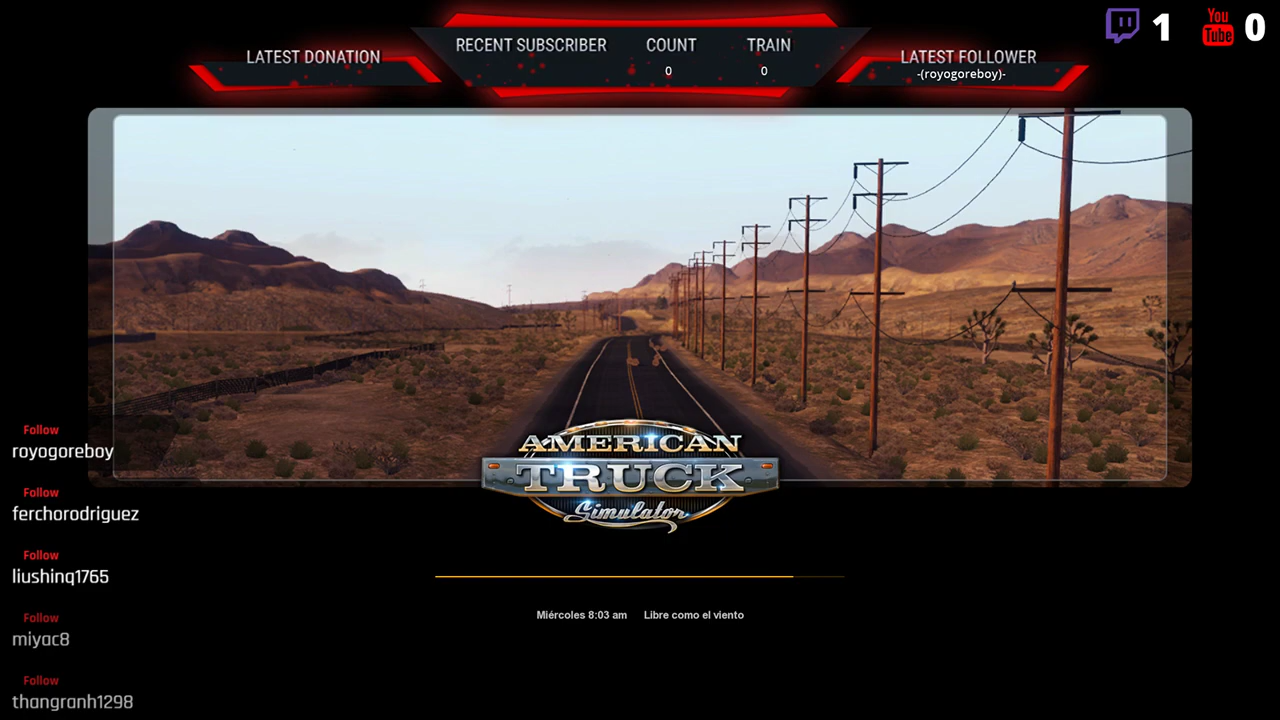 1
You
Tube
0
LATEST DONATION
RECENT SUBSCRIBER
COUNT
0
TRAIN
0
LATEST FOLLOWER
-(royogoreboy)-
AMERICAN
TRUCK
Simulator
Follow
royogoreboy
Follow
ferchorodriguez
Follow
liushinq1765
Follow
miyac8
Follow
thangranh1298
Miércoles 8:03 am
Libre como el viento